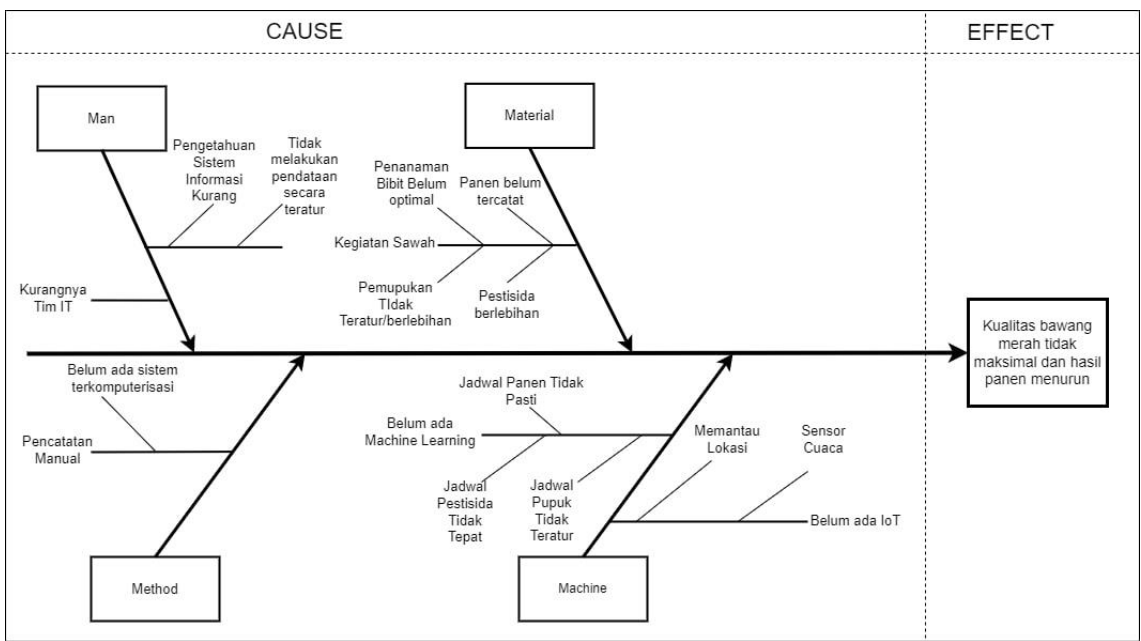 CAUSE
EFFECT
Man
Pengetahuan
Sistem
Informasi
Kurang
Tidak
melakukan
pendataan
secara
teratur
Kurangnya
Tim IT
Material
Penanaman
Bibit Belum
optimal
Panen belum
tercatat
Kegiatan Sawah
Pemupukan
TIdak
Teratur/berlebihan
Pestisida
berlebihan
Kualitas bawang
merah tidak
maksimal dan hasil
panen menurun
Belum ada sistem
terkomputerisasi
Pencatatan
Manual
Method
Jadwal Panen Tidak
Pasti
Belum ada
Machine Learning
Jadwal
Pestisida
Tidak
Tepat
Jadwal
Pupuk
Tidak
Teratur
Memantau
Lokasi
Sensor
Cuaca
Belum ada IoT
Machine